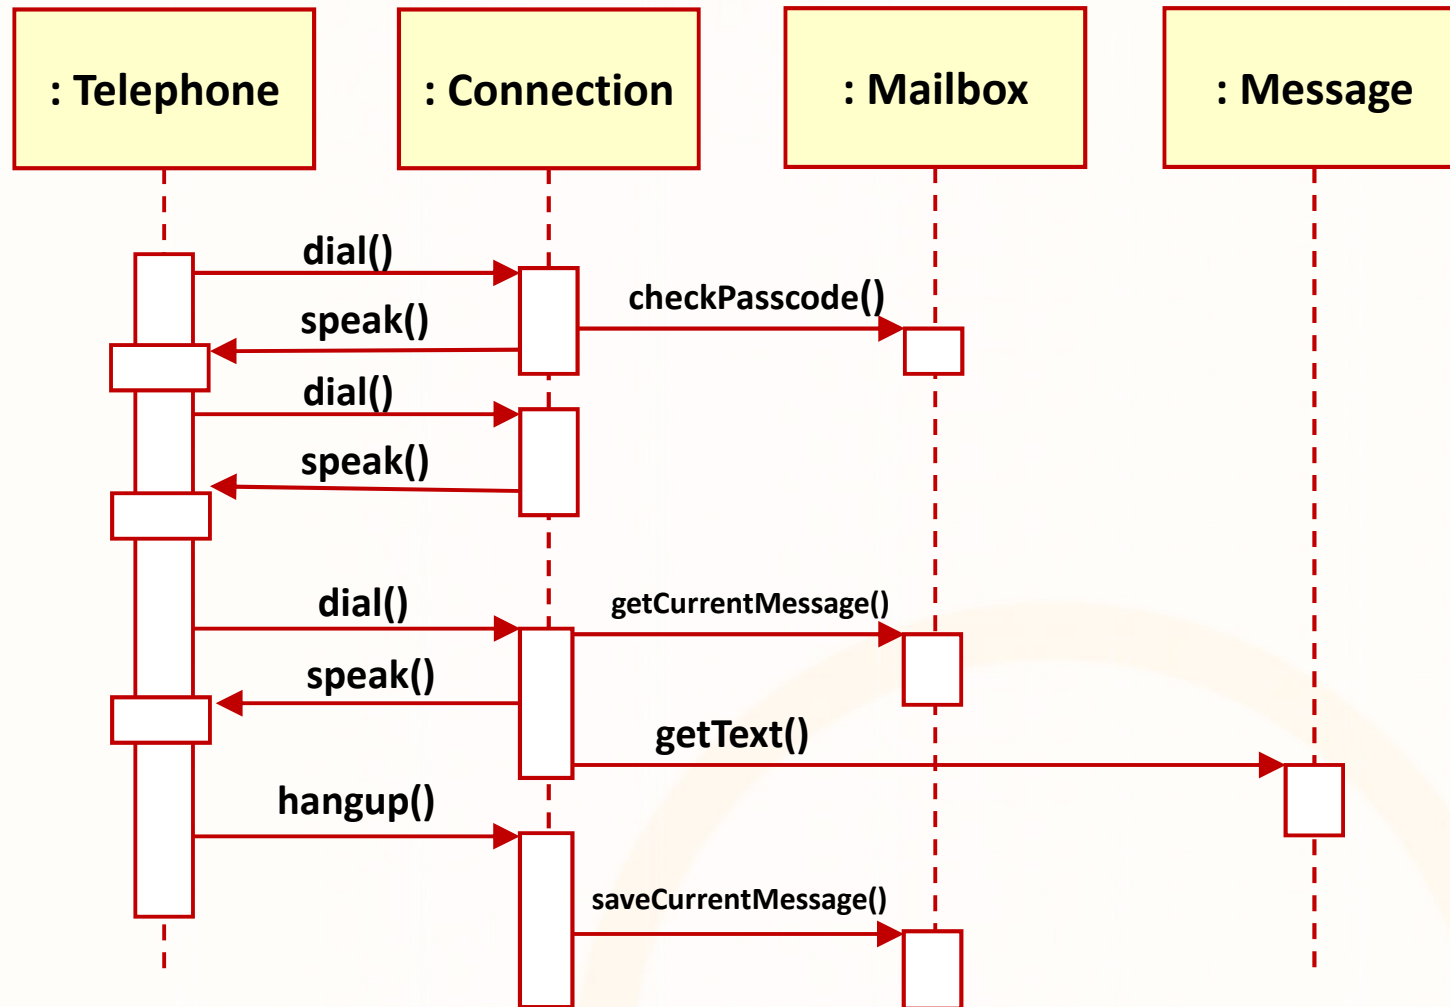 : Telephone
: Connection
: Mailbox
: Message
dial()
checkPasscode()
speak()
dial()
speak()
dial()
getCurrentMessage()
speak()
getText()
hangup()
saveCurrentMessage()